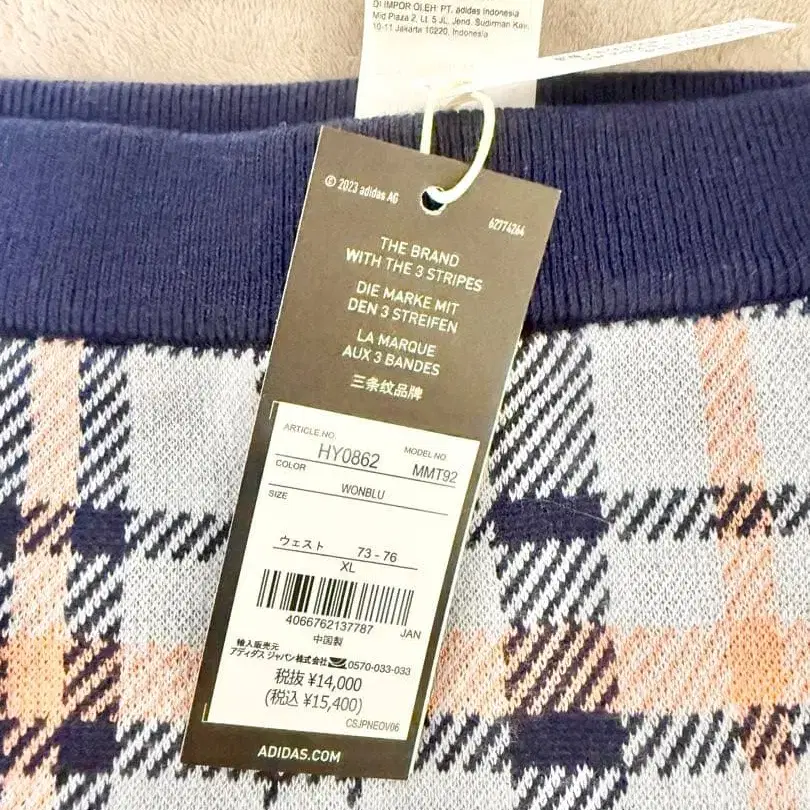 DI IMPOR OLEH: PT. adidas Indonesia
Mid Plaza 2, Lt. 5 JL. Jend. Sudirman Kav.
10-11 Jakarta 10220, Indonesia
© 2023 adidas AG
62774264
THE BRAND
WITH THE 3 STRIPES
DIE MARKE MIT
DEN 3 STREIFEN
LA MARQUE
AUX 3 BANDES
三条纹品牌
ARTICLE NO. HY0862 MODEL NO MMT92
COLOR WONBLU
SIZE
ウェスト 73 - 76
XL
4066762137787 JAN
中国製
輸入販売元
アディダス ジャパン株式会社 0570-033-033
税抜 ¥14,000
(税込 ¥15,400)
CSJPNEOV06
ADIDAS.COM